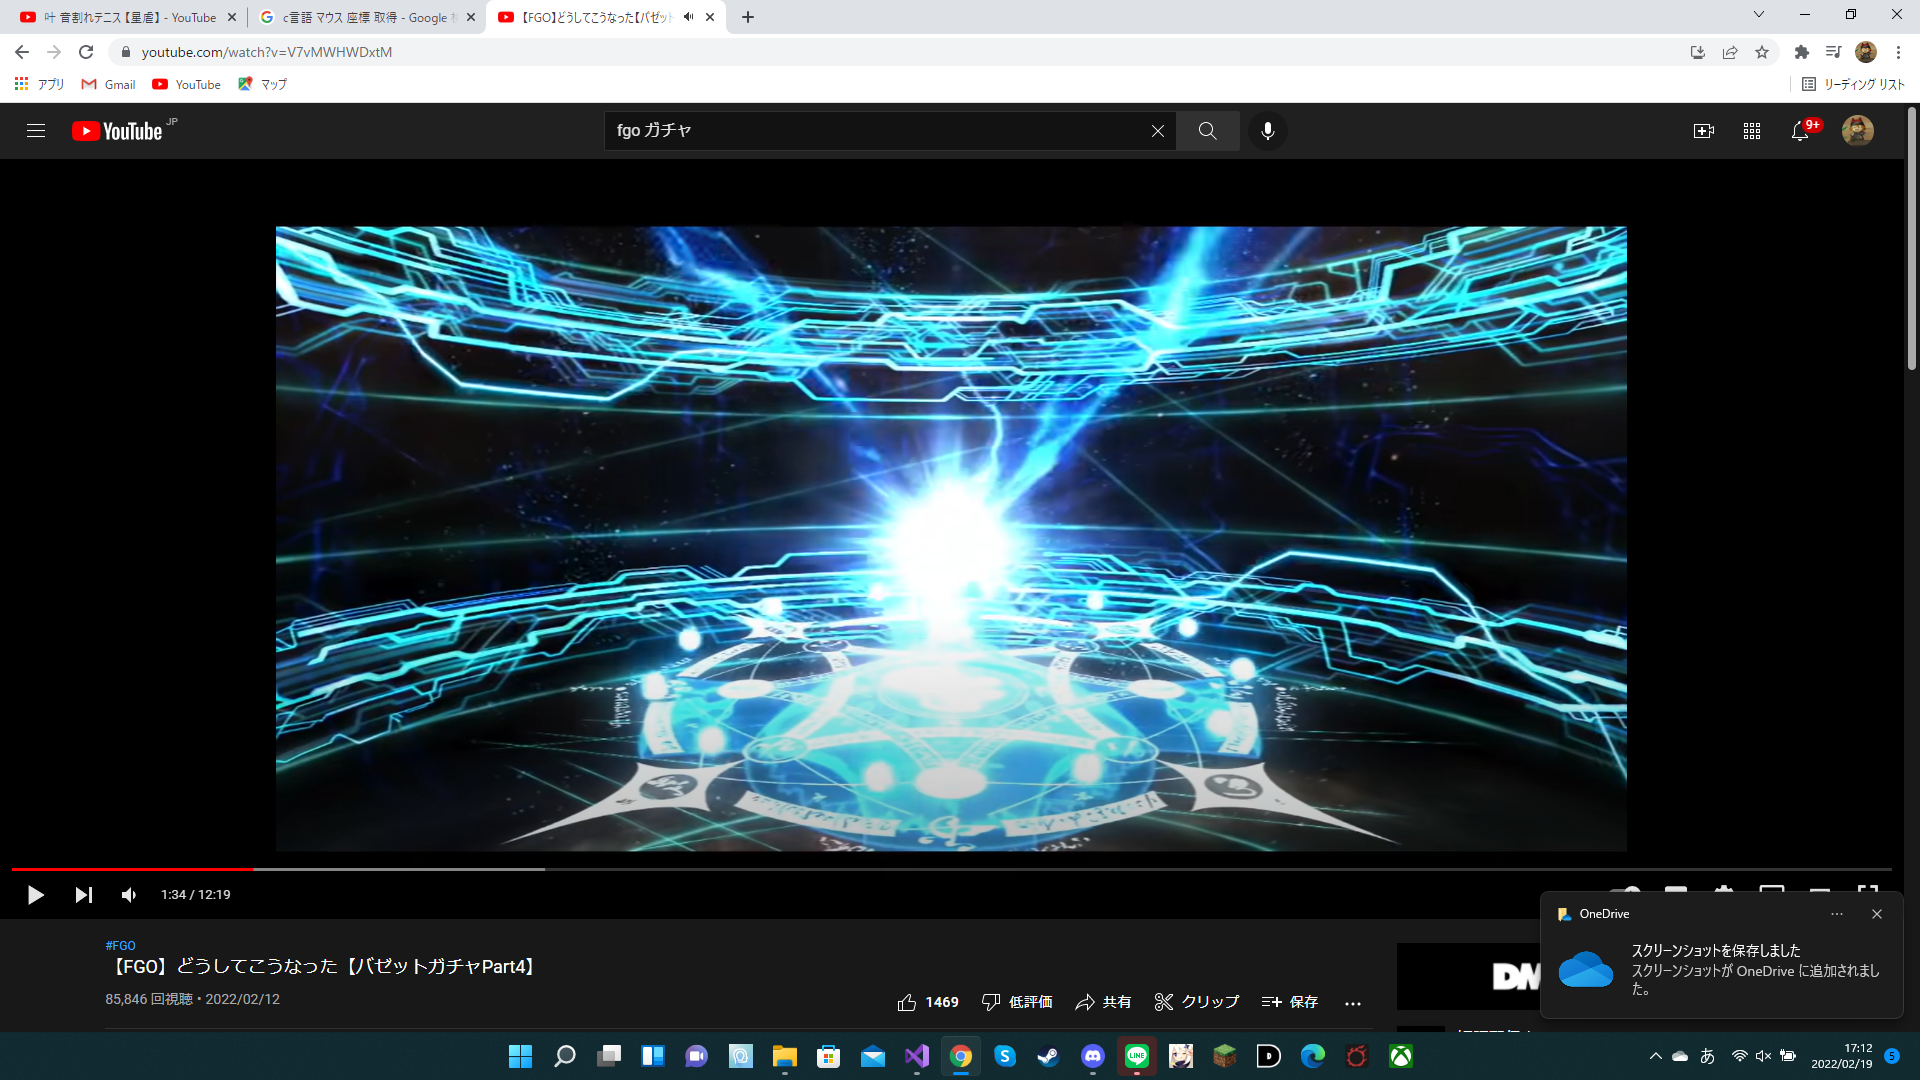 叶 音割れテニス【星虐】 - YouTube
c言語 マウス 座標 取得 - Google
【FGO】どうしてこうなった【バゼット
youtube.com/watch?v=V7vMWHWDxtM
アプリ
Gmail
YouTube
マップ
リーディング リスト
YouTube JP
fgo ガチャ
9+
1:34 / 12:19
#FGO
【FGO】どうしてこうなった【バゼットガチャPart4】
85,846 回視聴・2022/02/12
1469
低評価
共有
クリップ
保存
DM
OneDrive
スクリーンショットを保存しました
スクリーンショットが OneDrive に追加されまし
た。
LINE
あ
17:12
2022/02/19
5